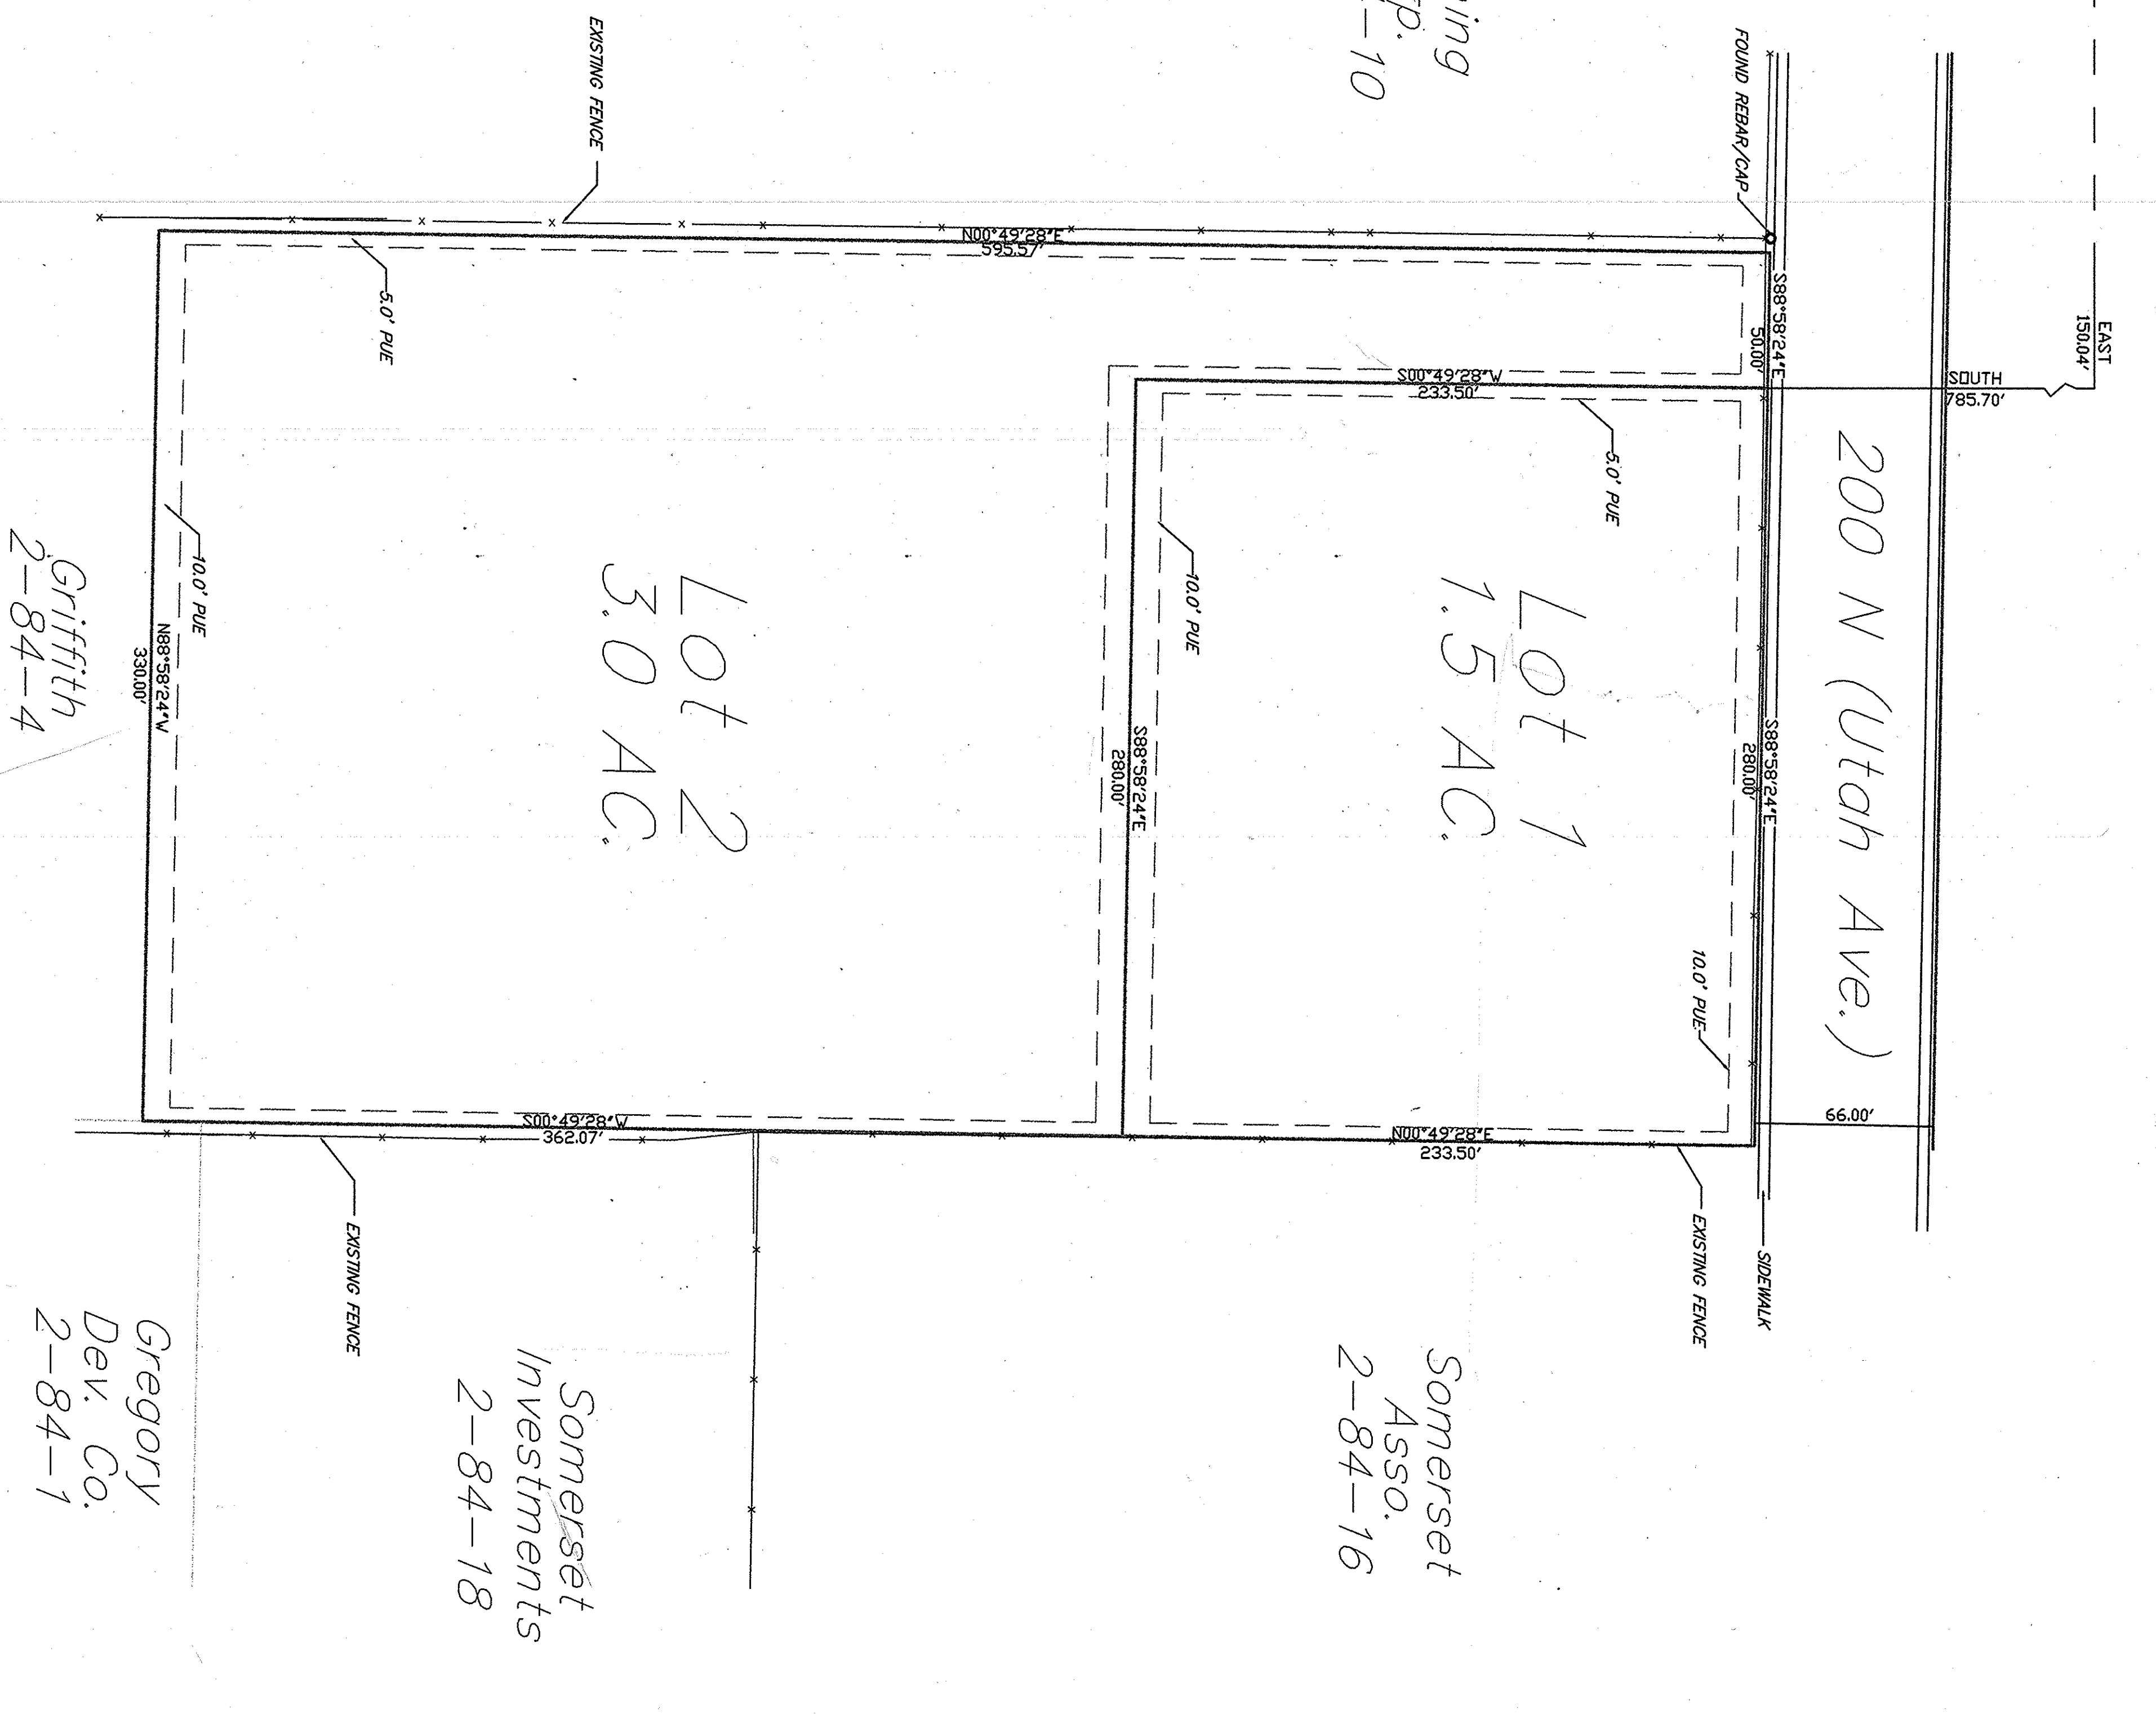 EAST
150.04'
SOUTH
785.70'
200 N (Utah Ave.)
66.00'
FOUND REBAR/CAP
S88°58'24"E
50.00'
S88°58'24"E
280.00'
SIDEWALK
EXISTING FENCE
10.0' PUE
5.0' PUE
Lot 1
1.5 AC.
S00°49'28"W
233.50'
N00°49'28"E
233.50'
10.0' PUE
S88°58'24"E
280.00'
ning
p.
-10
Somerset
Asso.
2-84-16
N00°49'28"E
595.57'
EXISTING FENCE
Lot 2
3.0 AC.
5.0' PUE
S00°49'28"W
362.07'
Somerset
Investments
2-84-18
EXISTING FENCE
10.0' PUE
N88°58'24"W
330.00'
Griffith
2-84-4
Gregory
Dev. Co.
2-84-1